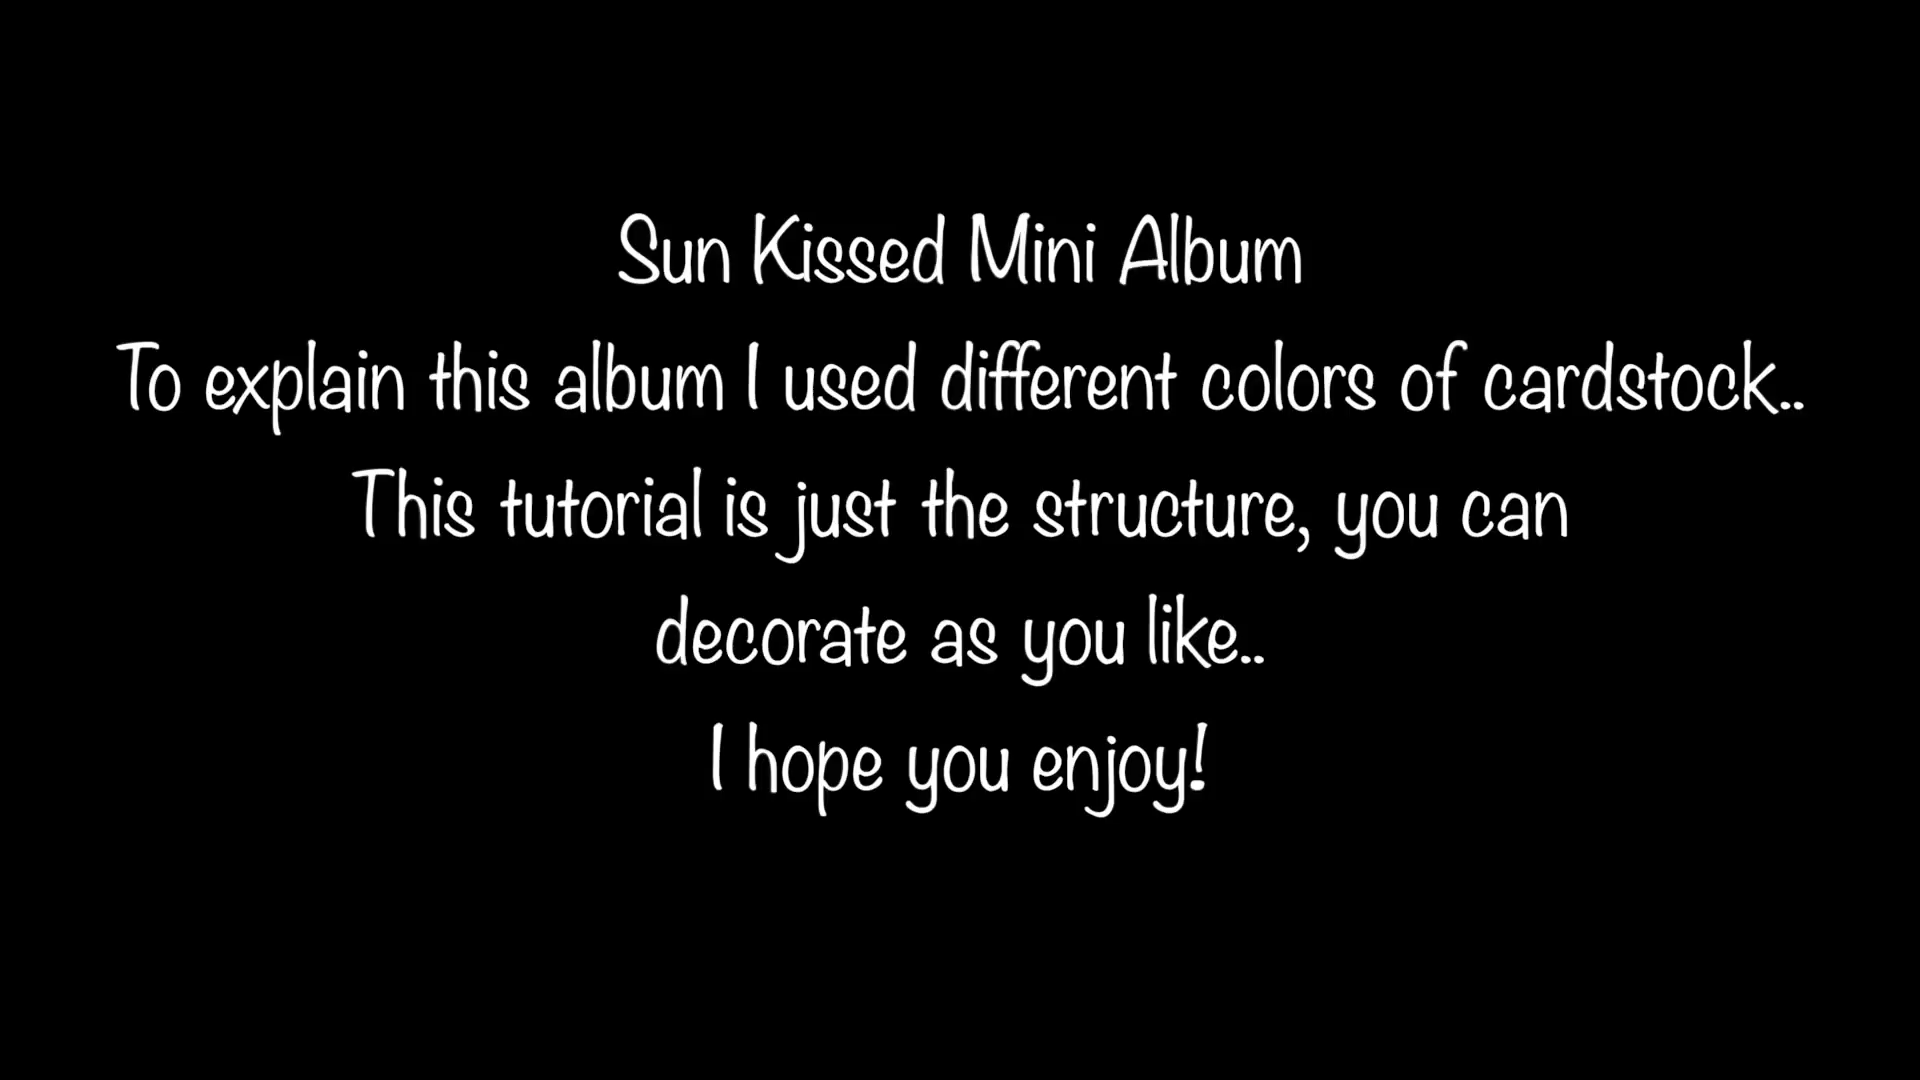 Sun Kissed Mini Album
To explain this album I used different colors of cardstock..
This tutorial is just the structure, you can
decorate as you like..
I hope you enjoy!